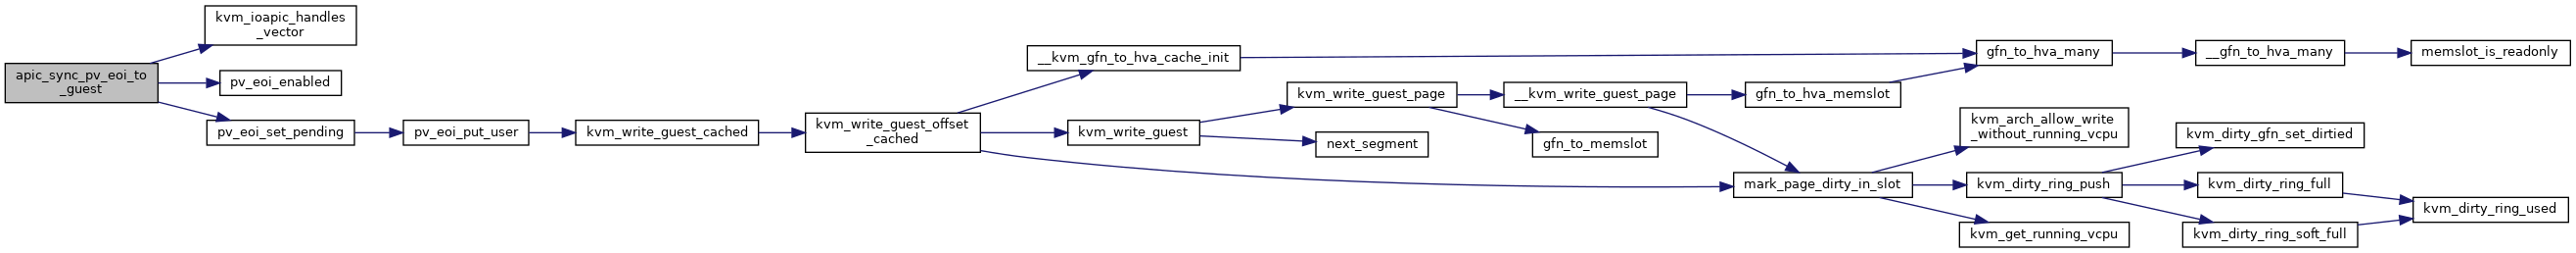 apic_sync_pv_eoi_to
_guest
kvm_ioapic_handles
_vector
pv_eoi_enabled
pv_eoi_set_pending
pv_eoi_put_user
kvm_write_guest_cached
kvm_write_guest_offset
_cached
__kvm_gfn_to_hva_cache_init
kvm_write_guest
kvm_write_guest_page
next_segment
__kvm_write_guest_page
gfn_to_memslot
gfn_to_hva_memslot
mark_page_dirty_in_slot
gfn_to_hva_many
kvm_arch_allow_write
_without_running_vcpu
kvm_dirty_ring_push
kvm_get_running_vcpu
__gfn_to_hva_many
kvm_dirty_gfn_set_dirtied
kvm_dirty_ring_full
kvm_dirty_ring_soft_full
memslot_is_readonly
kvm_dirty_ring_used